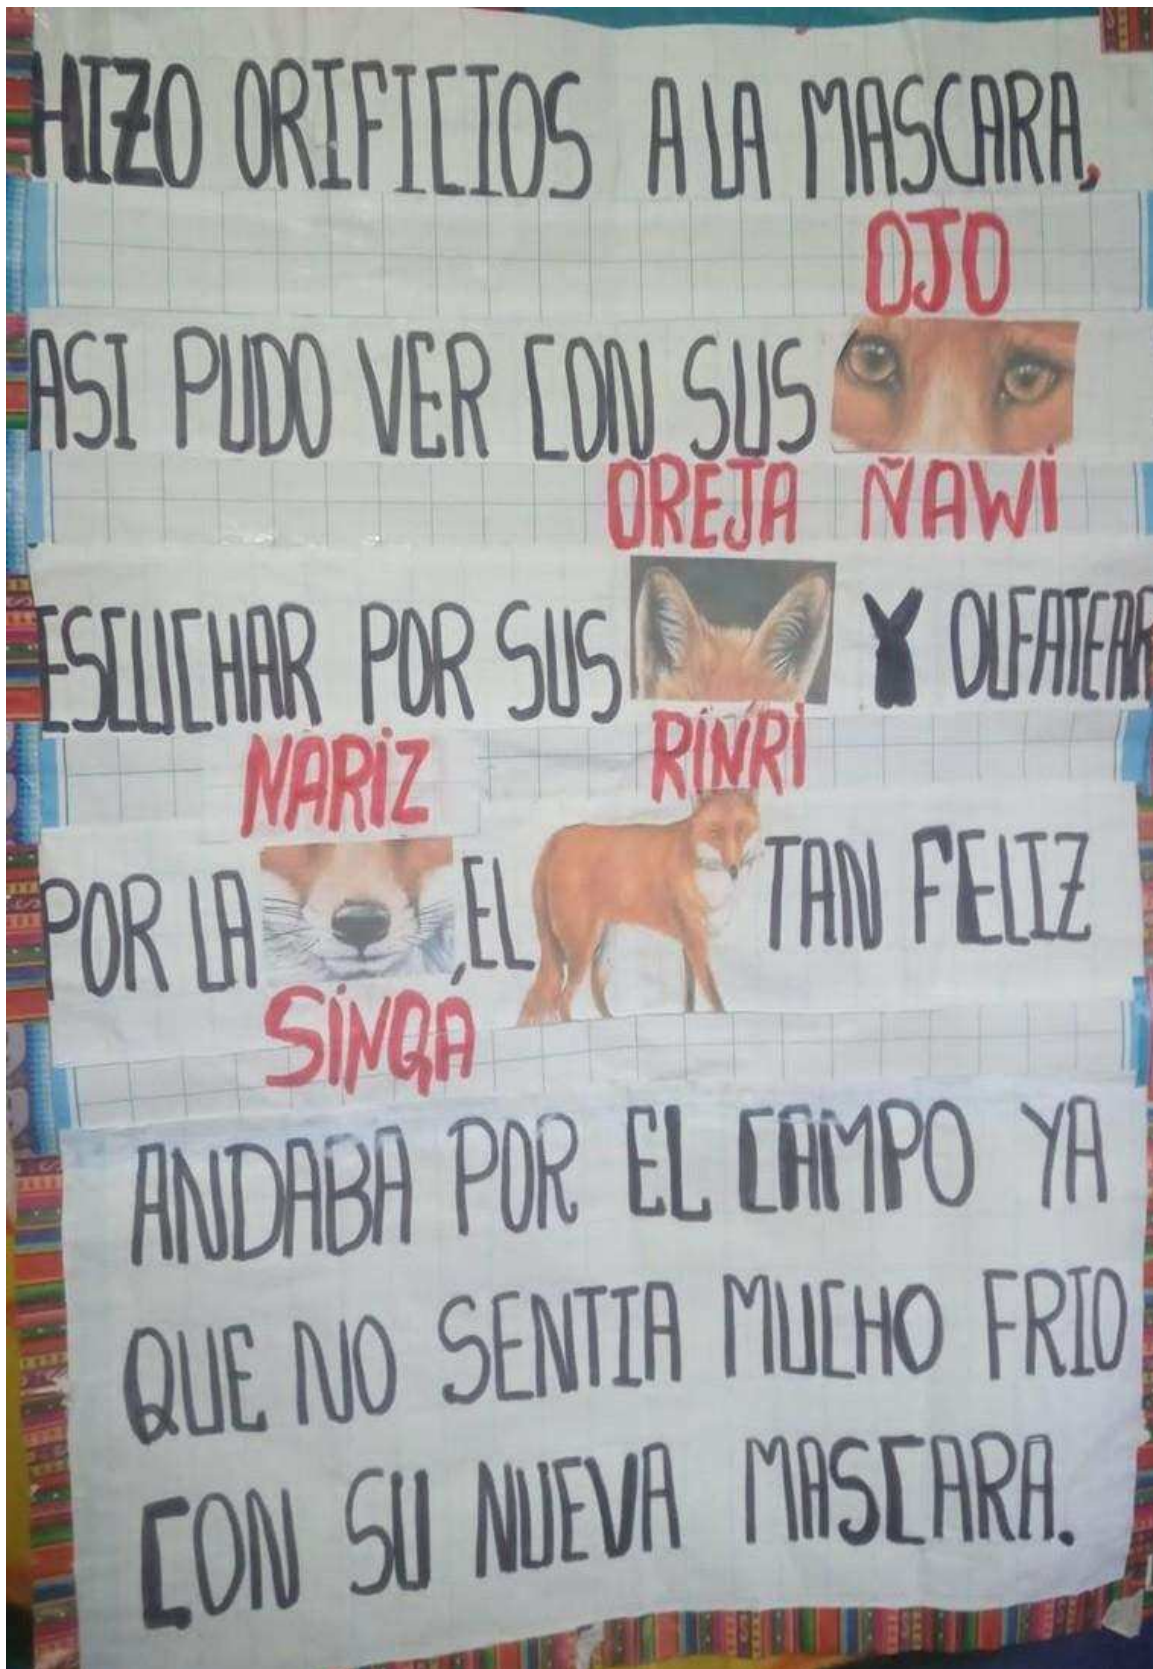 HIZO ORIFICIOS A LA MASCARA,
OJO
ASI PUDO VER CON SUS
OREJA ÑAWI
ESCUCHAR POR SUS Y OLFATEAR
NARIZ RINRI
POR LA , EL TAN FELIZ
SINQA
ANDABA POR EL CAMPO YA
QUE NO SENTIA MUCHO FRIO
CON SU NUEVA MASCARA.